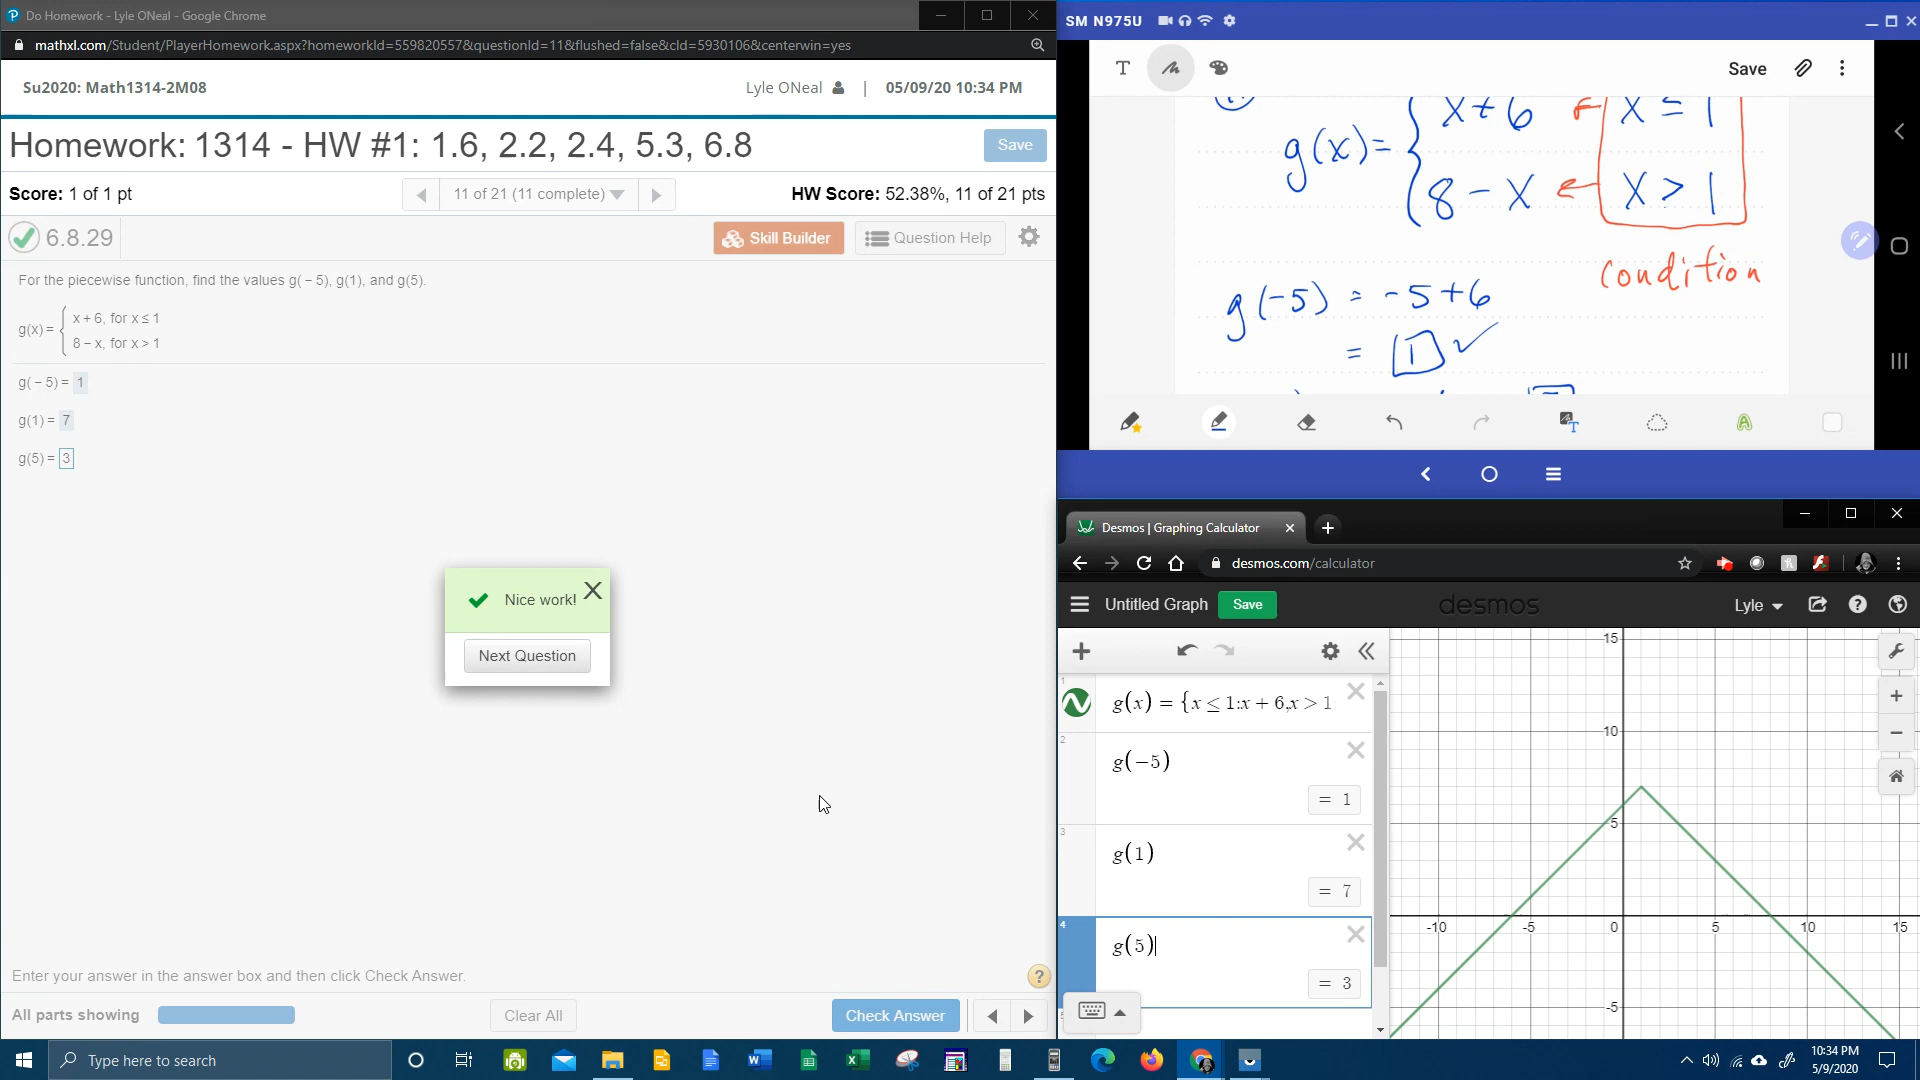 Do Homework - Lyle ONeal - Google Chrome
mathxl.com/Student/PlayerHomework.aspx?homeworkId=559820557&questionId=11&flushed=false&cId=5930106&centerwin=yes
Su2020: Math1314-2M08
Lyle ONeal | 05/09/20 10:34 PM
Homework: 1314 - HW #1: 1.6, 2.2, 2.4, 5.3, 6.8
Save
Score: 1 of 1 pt
11 of 21 (11 complete)
HW Score: 52.38%, 11 of 21 pts
6.8.29
Skill Builder
Question Help
For the piecewise function, find the values g( − 5), g(1), and g(5).
g(x) = { x + 6, for x ≤ 1
8 − x, for x > 1
g( − 5) = 1
g(1) = 7
g(5) = 3
Nice work!
Next Question
Enter your answer in the answer box and then click Check Answer.
?
All parts showing
Clear All
Check Answer
SM N975U
T
Save
g(x) = { x + 6 x ≤ 1
8 - x x > 1
condition
g(-5) = -5+6
= 1
Desmos | Graphing Calculator
desmos.com/calculator
Untitled Graph
Save
desmos
Lyle
1
g(x) = {x ≤ 1:x + 6,x > 1
2
g(−5)
= 1
3
g(1)
= 7
4
g(5)
= 3
15
10
5
-10
-5
0
5
10
15
-5
Type here to search
10:34 PM
5/9/2020